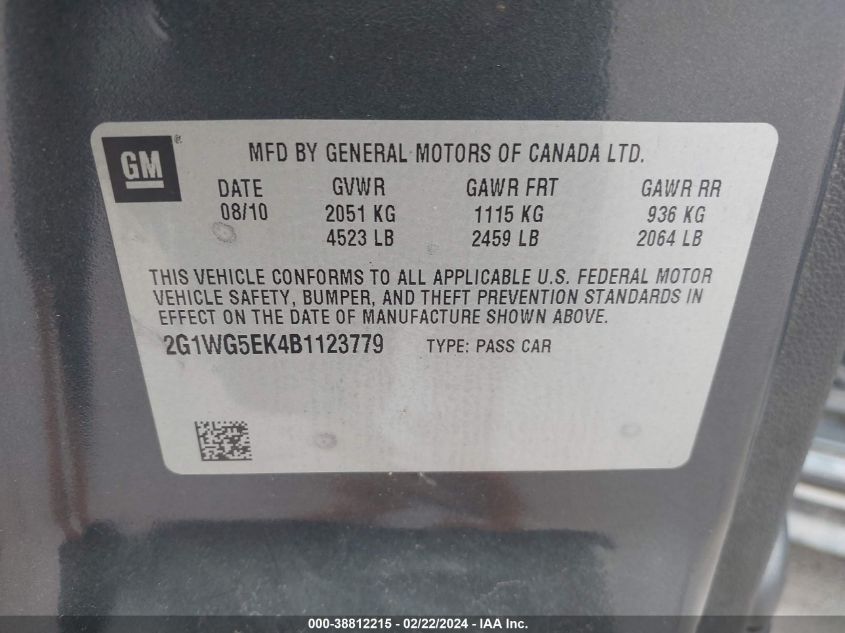 GM ®
MFD BY GENERAL MOTORS OF CANADA LTD.
DATE GVWR GAWR FRT GAWR RR
08/10 2051 KG 1115 KG 936 KG
4523 LB 2459 LB 2064 LB
THIS VEHICLE CONFORMS TO ALL APPLICABLE U.S. FEDERAL MOTOR
VEHICLE SAFETY, BUMPER, AND THEFT PREVENTION STANDARDS IN
EFFECT ON THE DATE OF MANUFACTURE SHOWN ABOVE.
2G1WG5EK4B1123779 TYPE: PASS CAR
000-38812215 - 02/22/2024 - IAA Inc.